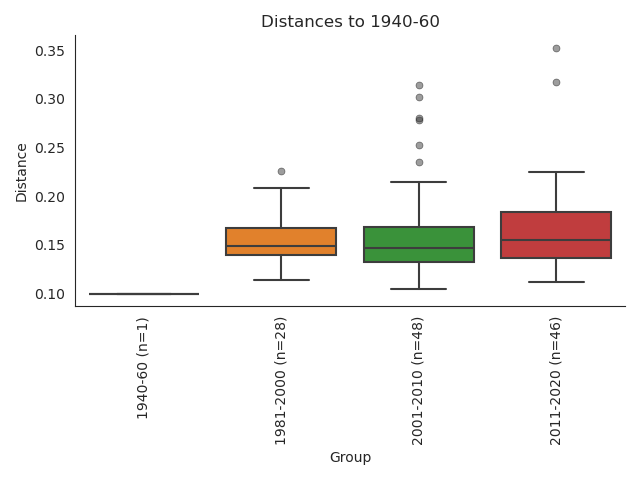 Distances to 1940-60
Distance
0.35
0.30
0.25
0.20
0.15
0.10
1940-60 (n=1)
1981-2000 (n=28)
2001-2010 (n=48)
2011-2020 (n=46)
Group